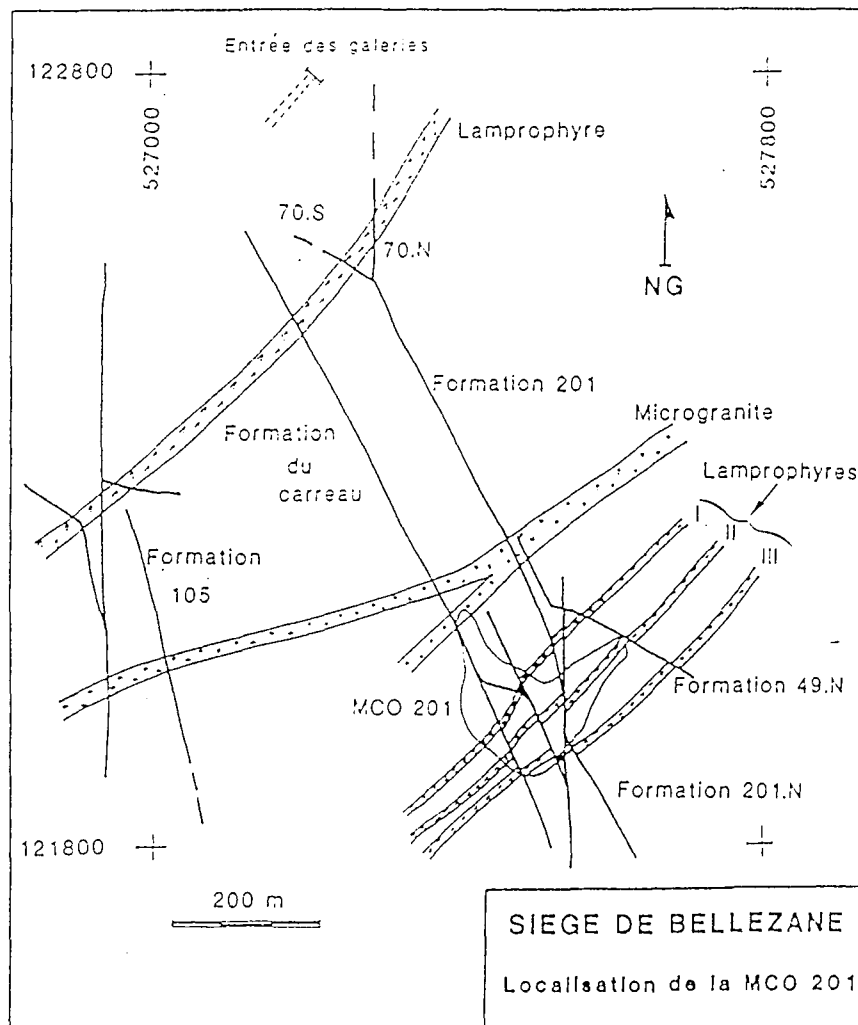 Entrée des galeries
122800
527000
527800
Lamprophyre
70.S
70.N
NG
Formation 201
Formation
du
carreau
Microgranite
Lamprophyres
I
II
III
Formation
105
MCO 201
Formation 49.N
Formation 201.N
121800
200 m
SIEGE DE BELLEZANE
Localisation de la MCO 201